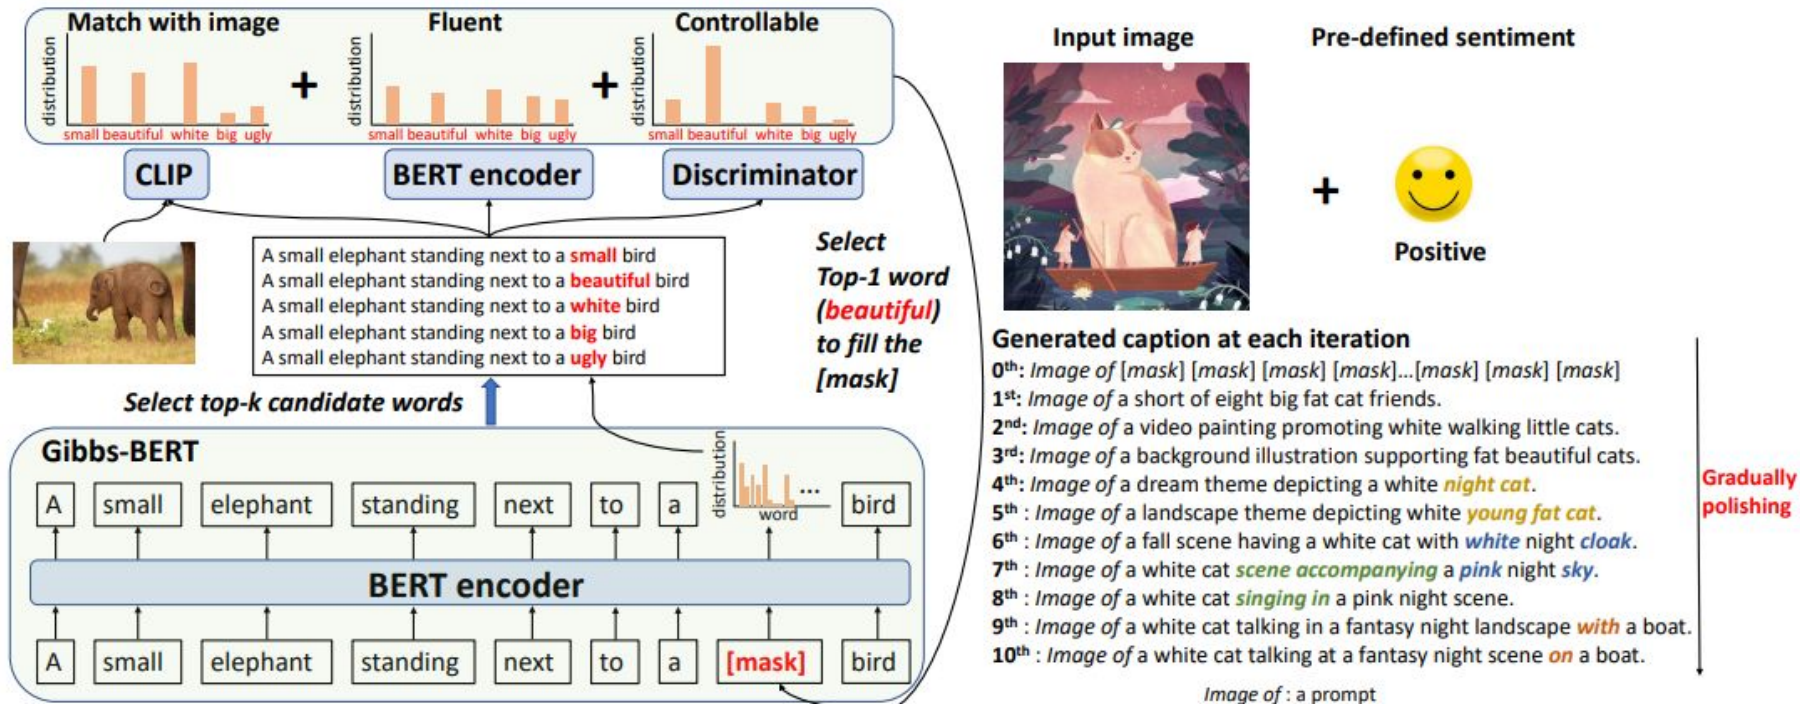 Match with image
Fluent
Controllable
distribution
small beautiful white big ugly
+
distribution
small beautiful white big ugly
+
distribution
small beautiful white big ugly
CLIP
BERT encoder
Discriminator
A small elephant standing next to a small bird
A small elephant standing next to a beautiful bird
A small elephant standing next to a white bird
A small elephant standing next to a big bird
A small elephant standing next to a ugly bird
Select
Top-1 word
(beautiful)
to fill the
[mask]
Select top-k candidate words
Gibbs-BERT
A small elephant standing next to a
distribution
...
word
bird
BERT encoder
A small elephant standing next to a [mask] bird
Input image
Pre-defined sentiment
+
Positive
Generated caption at each iteration
0th: Image of [mask] [mask] [mask] [mask]...[mask] [mask] [mask]
1st: Image of a short of eight big fat cat friends.
2nd: Image of a video painting promoting white walking little cats.
3rd: Image of a background illustration supporting fat beautiful cats.
4th: Image of a dream theme depicting a white night cat.
5th : Image of a landscape theme depicting white young fat cat.
6th : Image of a fall scene having a white cat with white night cloak.
7th : Image of a white cat scene accompanying a pink night sky.
8th : Image of a white cat singing in a pink night scene.
9th : Image of a white cat talking in a fantasy night landscape with a boat.
10th : Image of a white cat talking at a fantasy night scene on a boat.
Gradually
polishing
Image of : a prompt